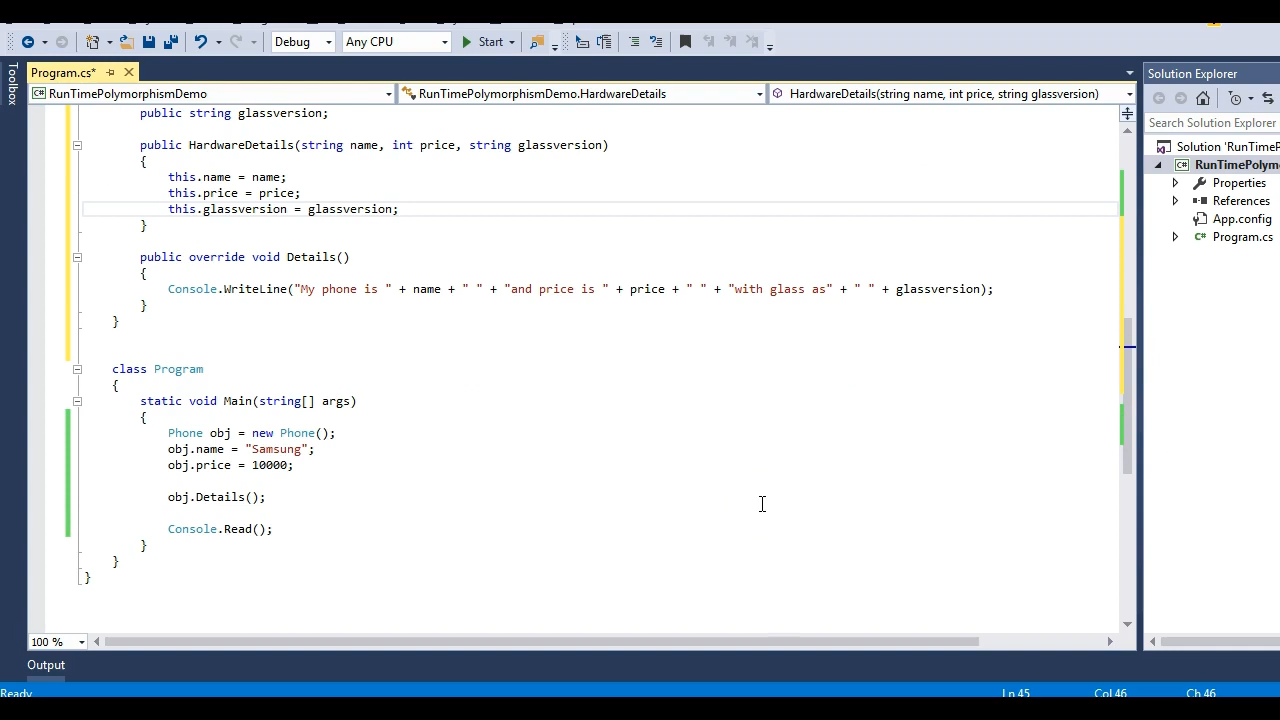 Debug
Any CPU
Start
Toolbox
Program.cs*
Solution Explorer
RunTimePolymorphismDemo
RunTimePolymorphismDemo.HardwareDetails
HardwareDetails(string name, int price, string glassversion)
Search Solution Explorer
public string glassversion;
public HardwareDetails(string name, int price, string glassversion)
{
this.name = name;
this.price = price;
this.glassversion = glassversion;
}
public override void Details()
{
Console.WriteLine("My phone is " + name + " " + "and price is " + price + " " + "with glass as" + " " + glassversion);
}
}
class Program
{
static void Main(string[] args)
{
Phone obj = new Phone();
obj.name = "Samsung";
obj.price = 10000;
obj.Details();
Console.Read();
}
}
}
Solution 'RunTimeP
RunTimePolymo
Properties
References
App.config
Program.cs
100 %
Output
Ready
Ln 45
Col 46
Ch 46